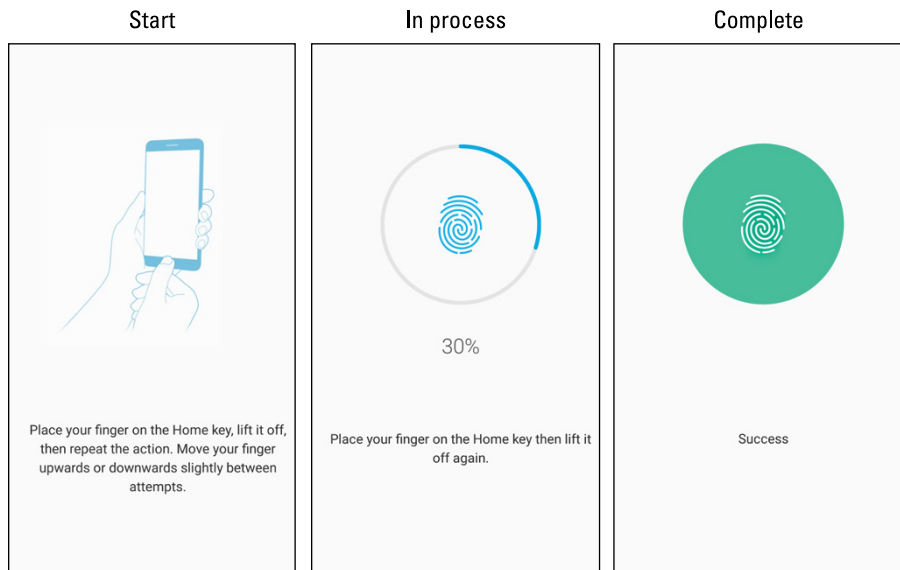 Start
In process
Complete
Place your finger on the Home key, lift it off,
then repeat the action. Move your finger
upwards or downwards slightly between
attempts.
30%
Place your finger on the Home key then lift it
off again.
Success